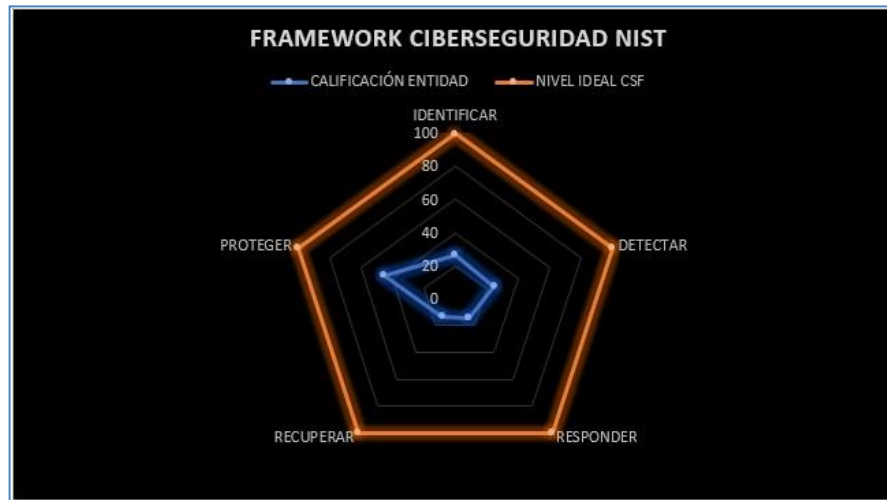 FRAMEWORK CIBERSEGURIDAD NIST
CALIFICACIÓN ENTIDAD
NIVEL IDEAL CSF
IDENTIFICAR
100
80
60
40
20
0
PROTEGER
DETECTAR
RECUPERAR
RESPONDER